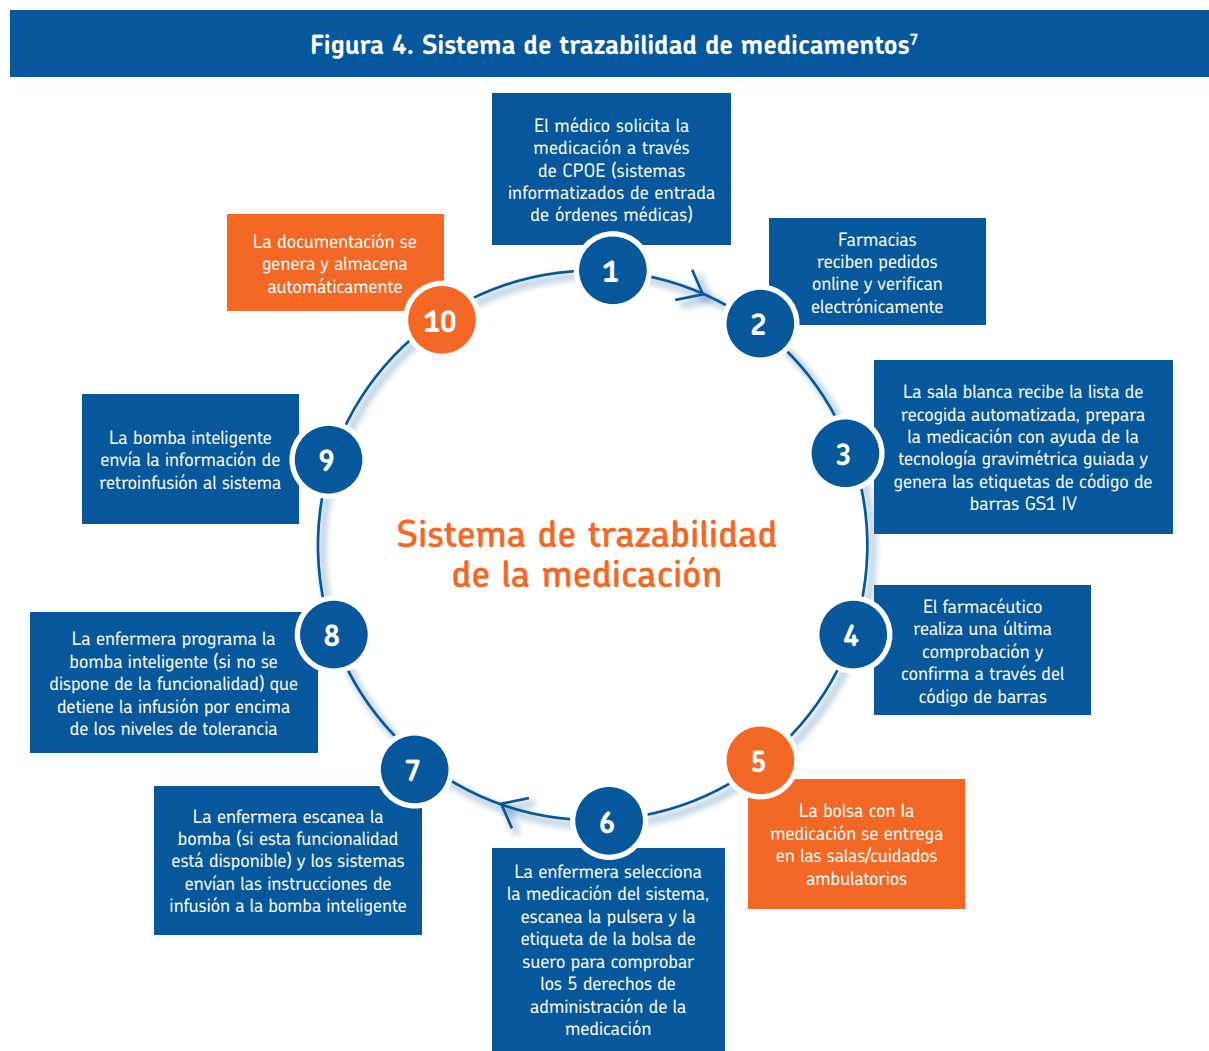 Figura 4. Sistema de trazabilidad de medicamentos7
El médico solicita la
medicación a través
de CPOE (sistemas
informatizados de entrada
de órdenes médicas)
1
Farmacias
reciben pedidos
online y verifican
electrónicamente
2
La sala blanca recibe la lista de
recogida automatizada, prepara
la medicación con ayuda de la
tecnología gravimétrica guiada y
genera las etiquetas de código de
barras GS1 IV
3
El farmacéutico
realiza una última
comprobación y
confirma a través del
código de barras
4
5
La bolsa con la
medicación se entrega
en las salas/cuidados
ambulatorios
6
La enfermera selecciona
la medicación del sistema,
escanea la pulsera y la
etiqueta de la bolsa de
suero para comprobar
los 5 derechos de
administración de la
medicación
7
La enfermera escanea la
bomba (si esta funcionalidad
está disponible) y los sistemas
envían las instrucciones de
infusión a la bomba inteligente
8
La enfermera programa la
bomba inteligente (si no se
dispone de la funcionalidad) que
detiene la infusión por encima
de los niveles de tolerancia
9
La bomba inteligente
envía la información de
retroinfusión al sistema
La documentación se
genera y almacena
automáticamente
10
Sistema de trazabilidad
de la medicación